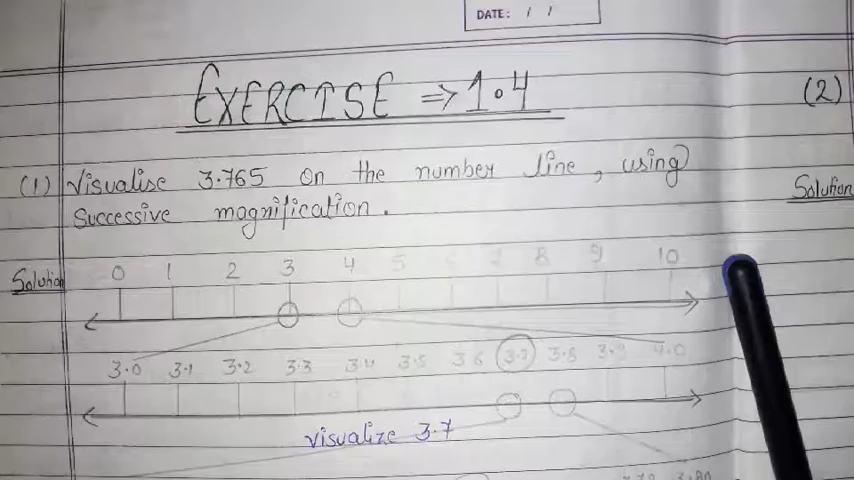 DATE: / /
EXERCISE ⇒ 1.4
(2)
(1) Visualise 3.765 on the number line, using
Successive magnification.
Solution
Solution 0 1 2 3 4 5 6 7 8 9 10
3.0 3.1 3.2 3.3 3.4 3.5 3.6 3.7 3.8 3.9 4.0
visualize 3.7
3.80